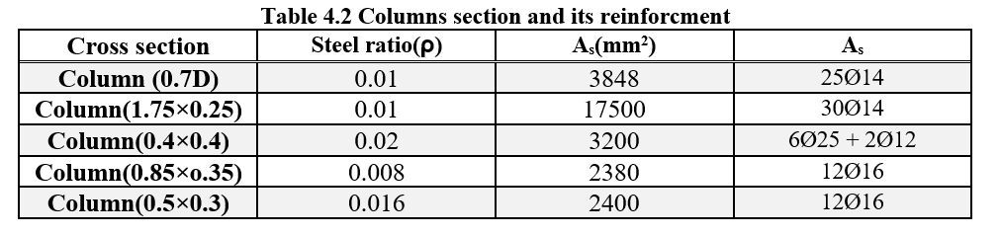 Table 4.2 Columns section and its reinforcment
Cross section Steel ratio(ρ) As(mm²) As
Column (0.7D) 0.01 3848 25Ø14
Column(1.75×0.25) 0.01 17500 30Ø14
Column(0.4×0.4) 0.02 3200 6Ø25 + 2Ø12
Column(0.85×o.35) 0.008 2380 12Ø16
Column(0.5×0.3) 0.016 2400 12Ø16